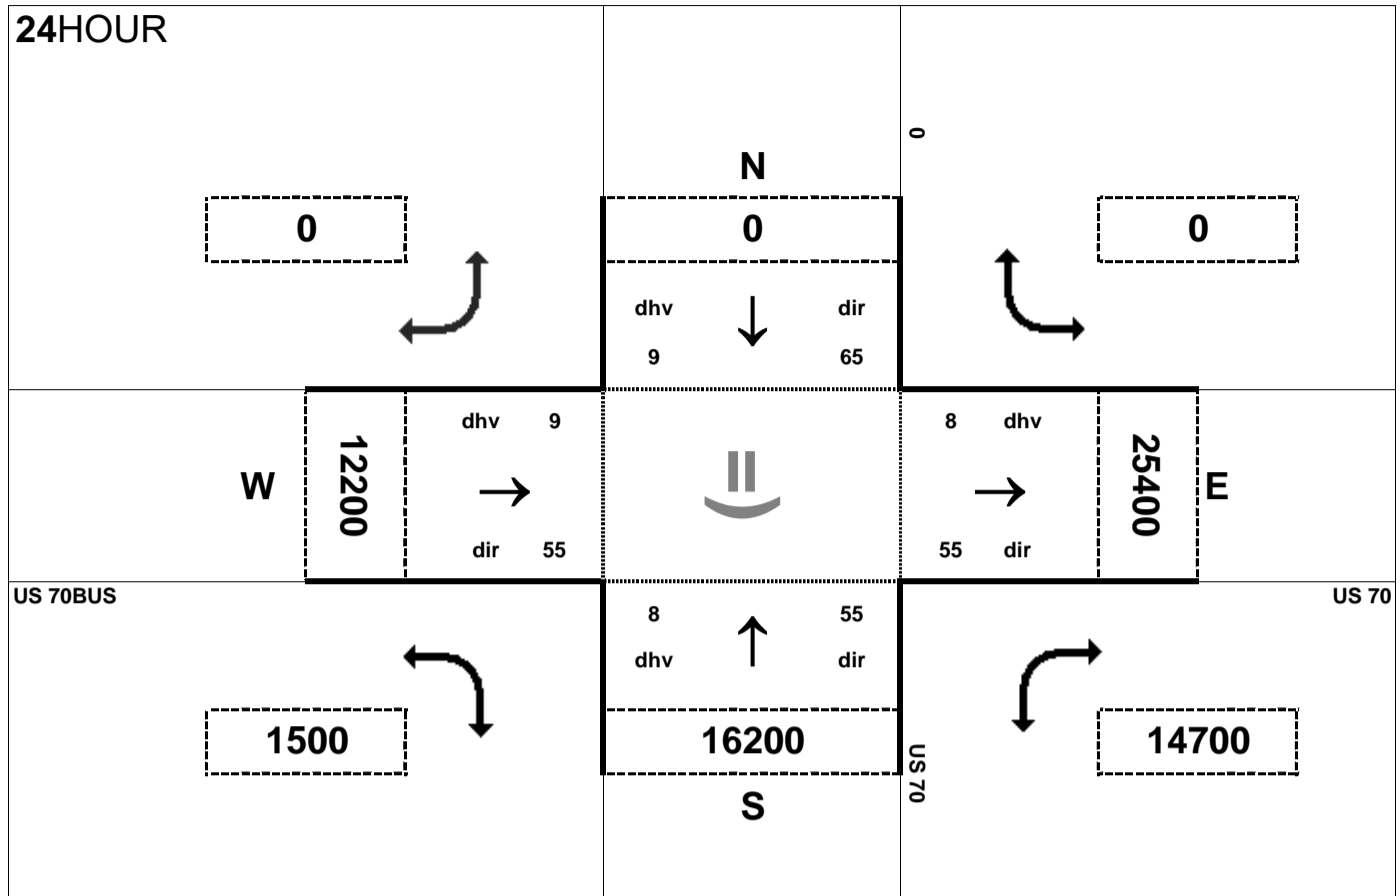 24HOUR
0
N
0
0
0
dhv
dir
9
65
dhv 9
8 dhv
W
12200
25400
E
dir 55
55 dir
US 70BUS
US 70
8
55
dhv
dir
1500
16200
14700
US 70
S